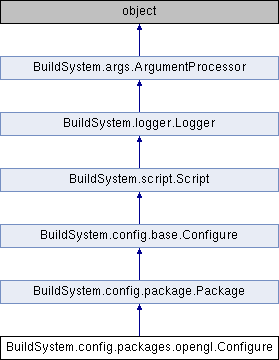 object
BuildSystem.args.ArgumentProcessor
BuildSystem.logger.Logger
BuildSystem.script.Script
BuildSystem.config.base.Configure
BuildSystem.config.package.Package
BuildSystem.config.packages.opengl.Configure